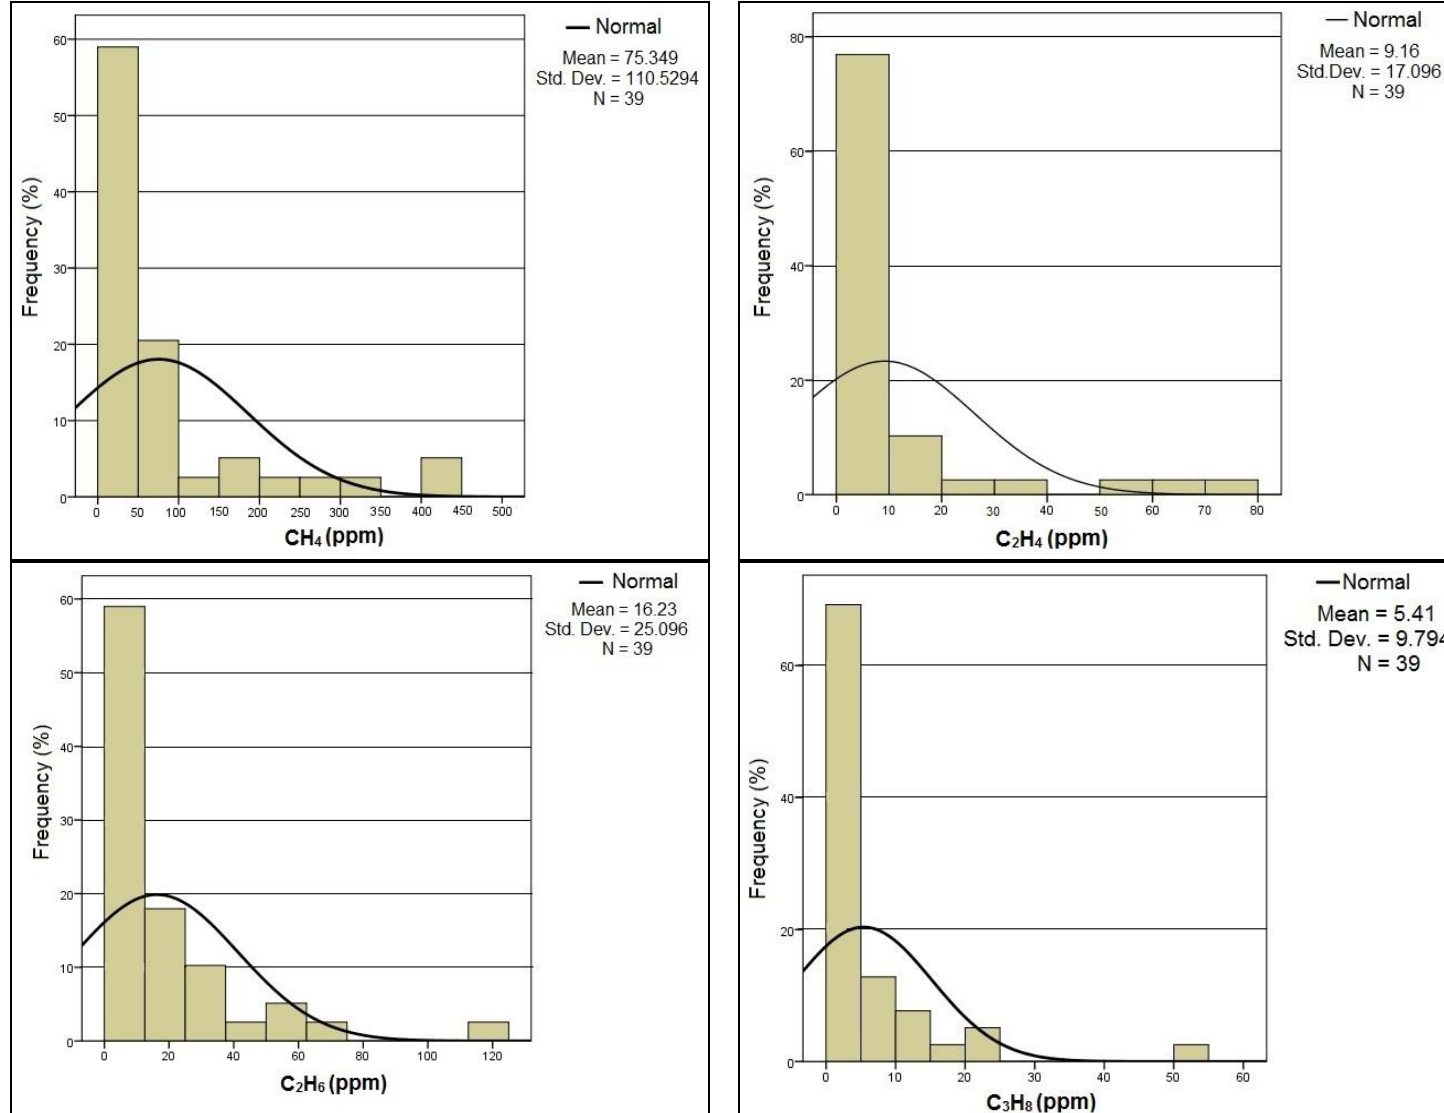 Normal
Mean = 75.349
Std. Dev. = 110.5294
N = 39
Frequency (%)
60
50
40
30
20
10
0
0 50 100 150 200 250 300 350 400 450 500
CH₄ (ppm)
Normal
Mean = 9.16
Std.Dev. = 17.096
N = 39
Frequency (%)
80
60
40
20
0
0 10 20 30 40 50 60 70 80
C₂H₄ (ppm)
Normal
Mean = 16.23
Std. Dev. = 25.096
N = 39
Frequency (%)
60
50
40
30
20
10
0
0 20 40 60 80 100 120
C₂H₆ (ppm)
Normal
Mean = 5.41
Std. Dev. = 9.794
N = 39
Frequency (%)
60
40
20
0
0 10 20 30 40 50 60
C₃H₈ (ppm)